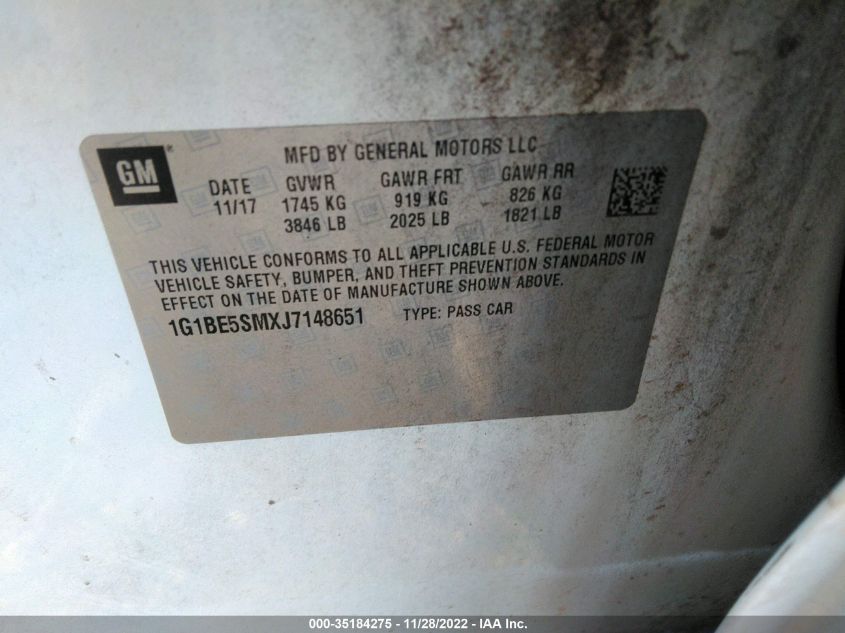 GM
MFD BY GENERAL MOTORS LLC
DATE GVWR GAWR FRT GAWR RR
11/17 1745 KG 919 KG 826 KG
3846 LB 2025 LB 1821 LB
THIS VEHICLE CONFORMS TO ALL APPLICABLE U.S. FEDERAL MOTOR
VEHICLE SAFETY, BUMPER, AND THEFT PREVENTION STANDARDS IN
EFFECT ON THE DATE OF MANUFACTURE SHOWN ABOVE.
1G1BE5SMXJ7148651 TYPE: PASS CAR
000-35184275 - 11/28/2022 - IAA Inc.